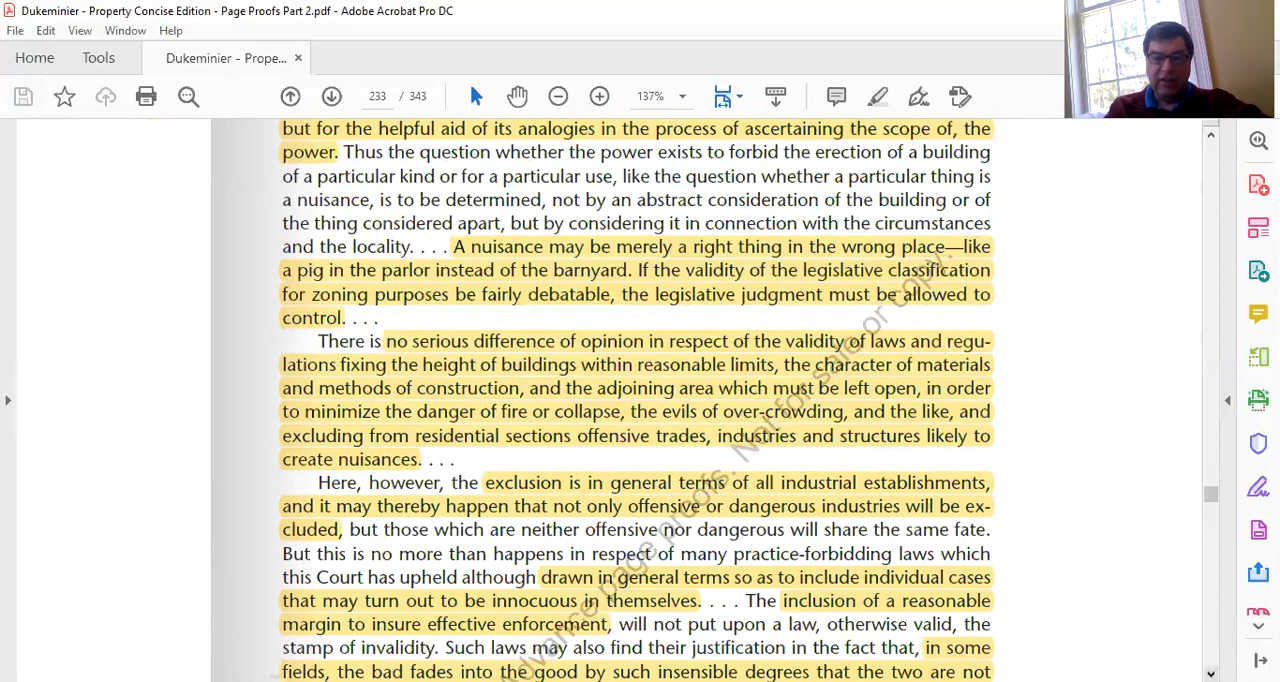 Dukeminier - Property Concise Edition - Page Proofs Part 2.pdf - Adobe Acrobat Pro DC
File Edit View Window Help
Home Tools Dukeminier - Prope... ×
233 / 343 137%
but for the helpful aid of its analogies in the process of ascertaining the scope of, the
power. Thus the question whether the power exists to forbid the erection of a building
of a particular kind or for a particular use, like the question whether a particular thing is
a nuisance, is to be determined, not by an abstract consideration of the building or of
the thing considered apart, but by considering it in connection with the circumstances
and the locality. . . . A nuisance may be merely a right thing in the wrong place—like
a pig in the parlor instead of the barnyard. If the validity of the legislative classification
for zoning purposes be fairly debatable, the legislative judgment must be allowed to
control. . . .
There is no serious difference of opinion in respect of the validity of laws and regu-
lations fixing the height of buildings within reasonable limits, the character of materials
and methods of construction, and the adjoining area which must be left open, in order
to minimize the danger of fire or collapse, the evils of over-crowding, and the like, and
excluding from residential sections offensive trades, industries and structures likely to
create nuisances. . . .
Here, however, the exclusion is in general terms of all industrial establishments,
and it may thereby happen that not only offensive or dangerous industries will be ex-
cluded, but those which are neither offensive nor dangerous will share the same fate.
But this is no more than happens in respect of many practice-forbidding laws which
this Court has upheld although drawn in general terms so as to include individual cases
that may turn out to be innocuous in themselves. . . . The inclusion of a reasonable
margin to insure effective enforcement, will not put upon a law, otherwise valid, the
stamp of invalidity. Such laws may also find their justification in the fact that, in some
fields, the bad fades into the good by such insensible degrees that the two are not
Advance page proofs. Not for sale or copy.